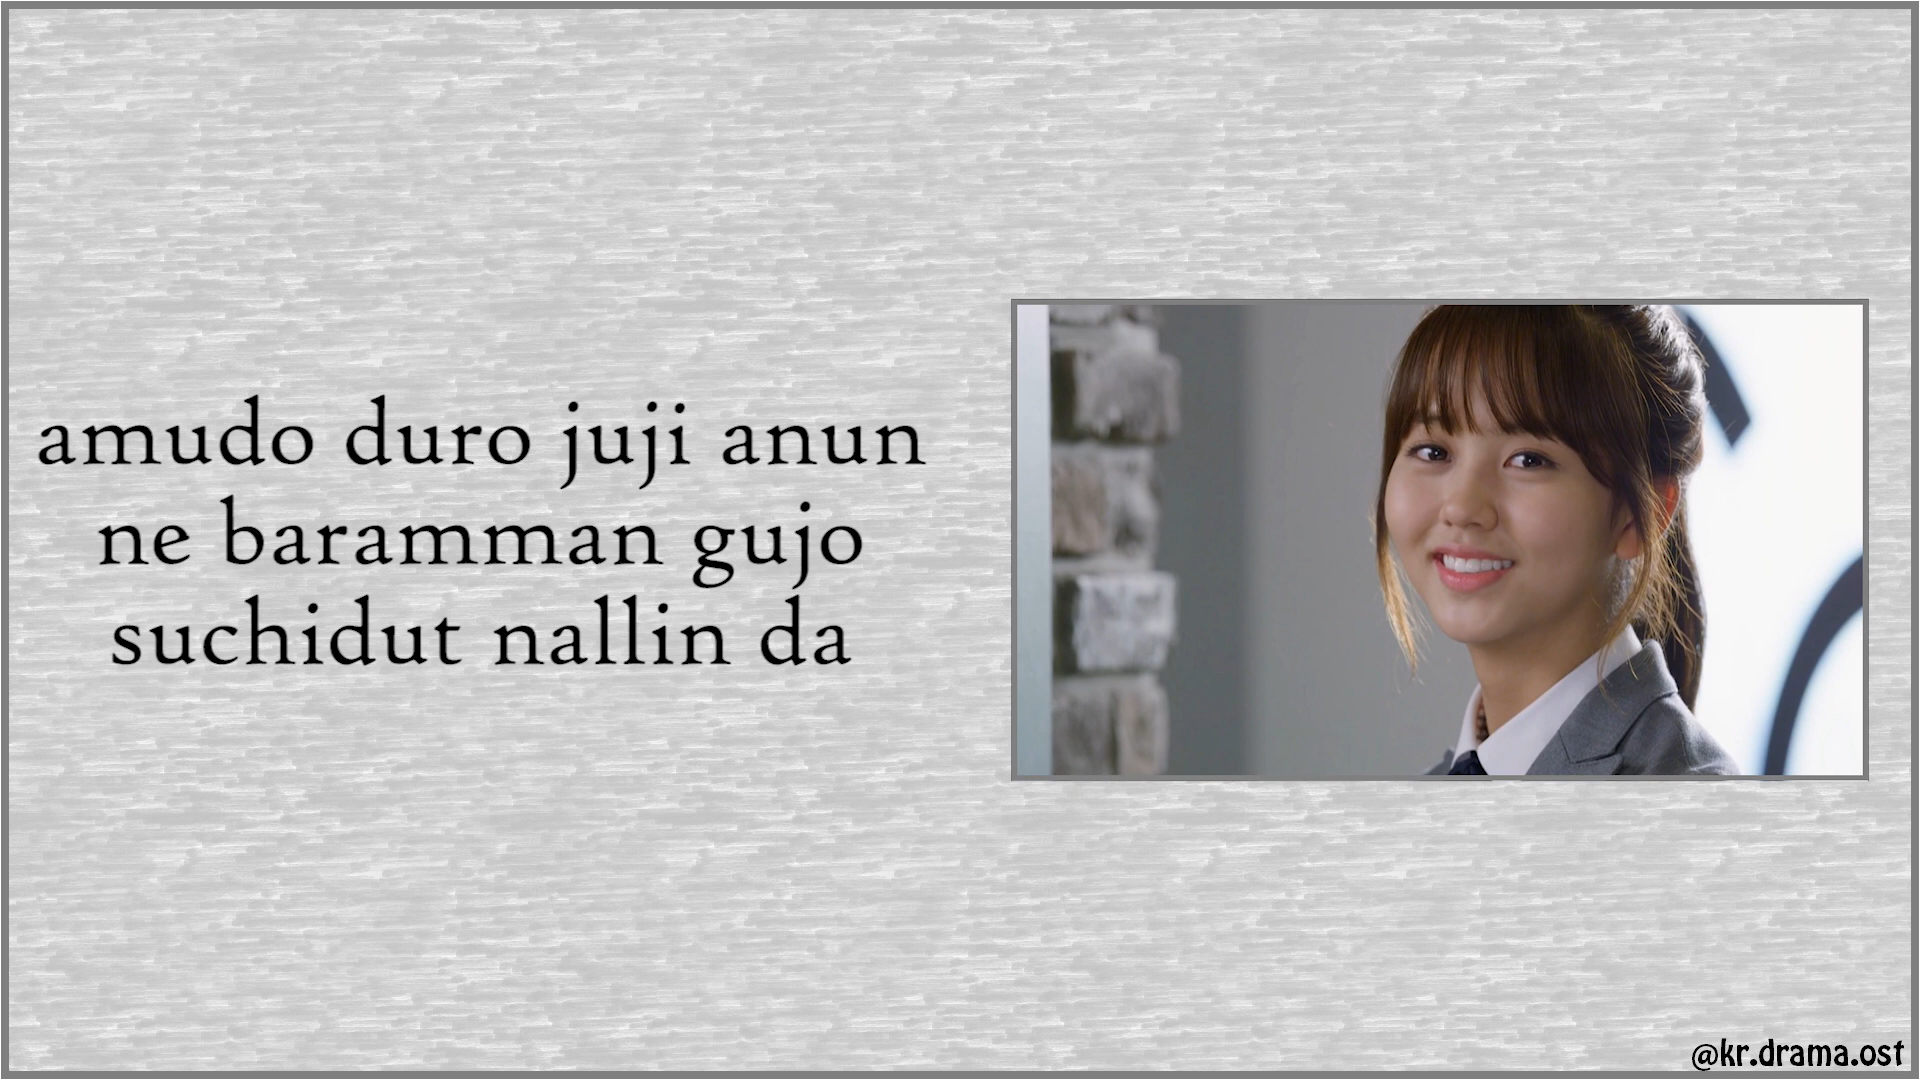 amudo duro juji anun
ne baramman gujo
suchidut nallin da
@kr.drama.ost